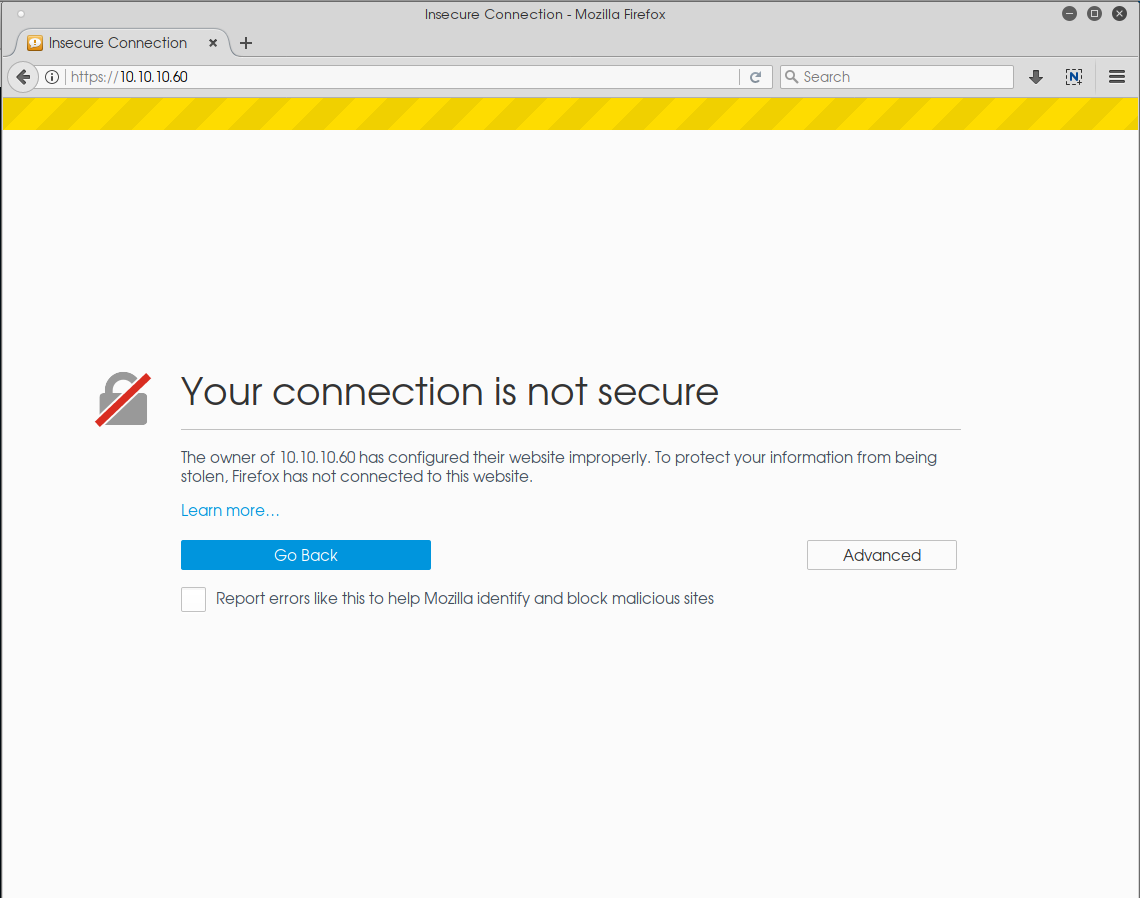 Insecure Connection - Mozilla Firefox
Insecure Connection
https://10.10.10.60
Search
N
Your connection is not secure
The owner of 10.10.10.60 has configured their website improperly. To protect your information from being
stolen, Firefox has not connected to this website.
Learn more…
Go Back
Advanced
Report errors like this to help Mozilla identify and block malicious sites